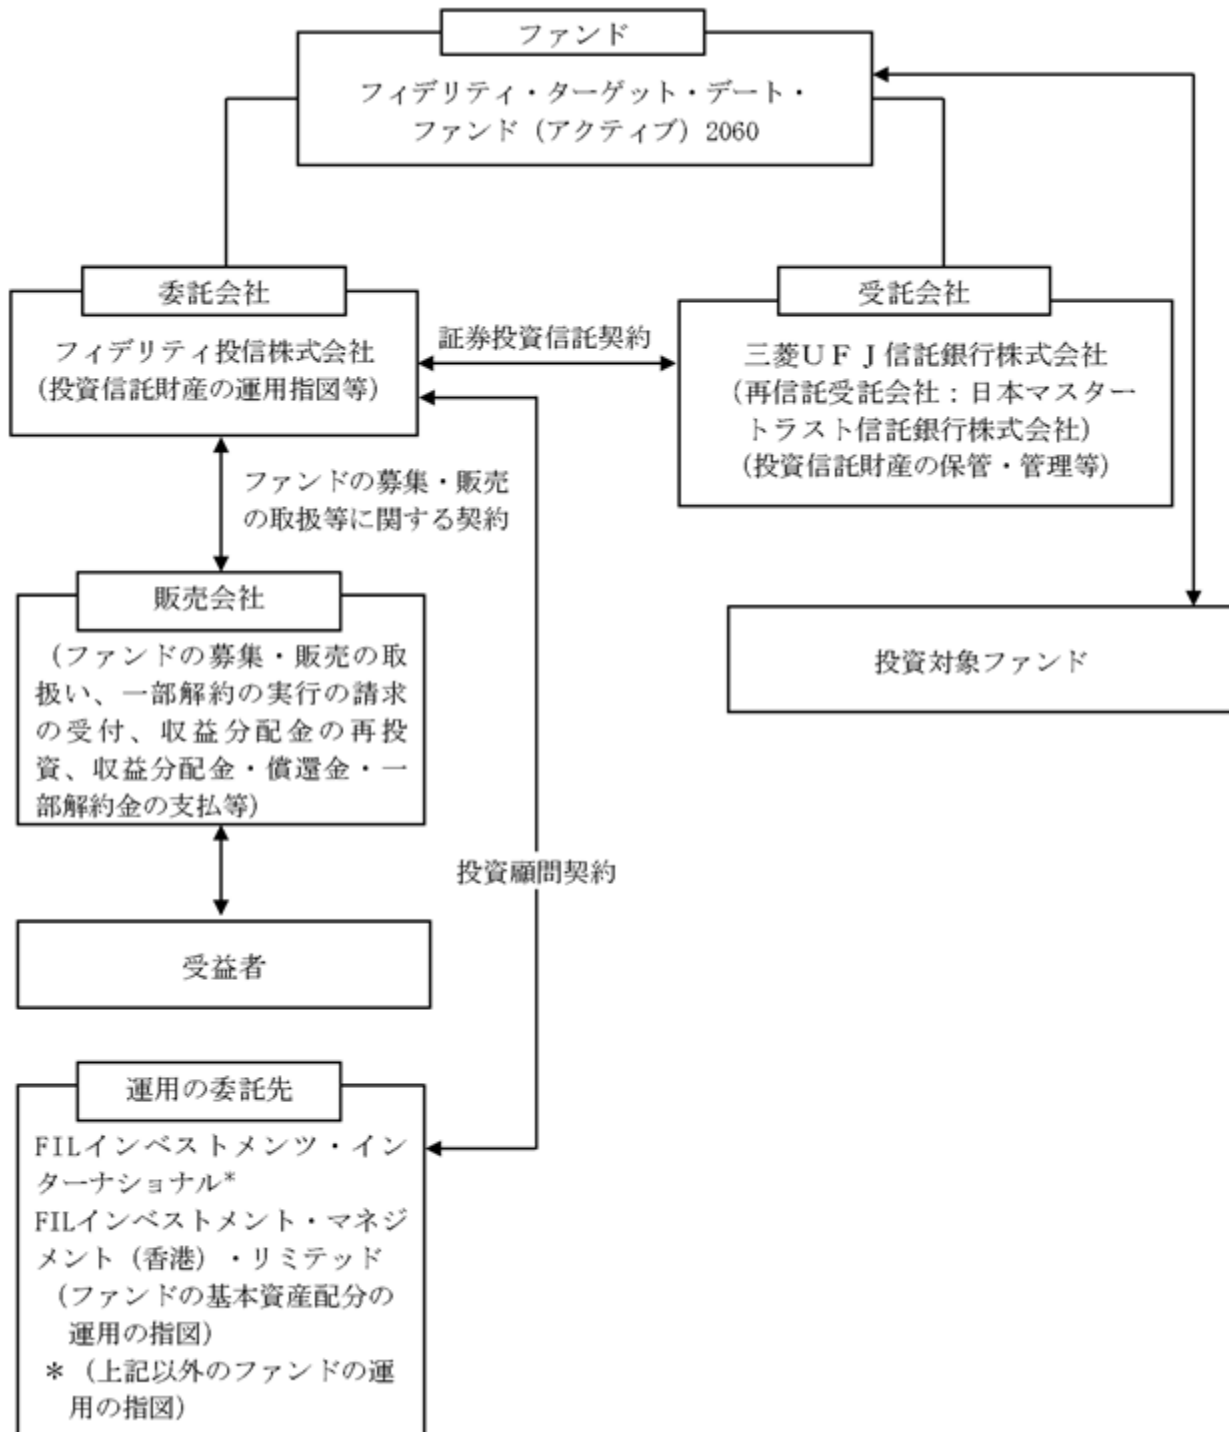 ファンド
フィデリティ・ターゲット・デート・
ファンド（アクティブ）2060
委託会社
フィデリティ投信株式会社
（投資信託財産の運用指図等）
証券投資信託契約
受託会社
三菱ＵＦＪ信託銀行株式会社
（再信託受託会社：日本マスター
トラスト信託銀行株式会社）
（投資信託財産の保管・管理等）
ファンドの募集・販売
の取扱等に関する契約
販売会社
（ファンドの募集・販売の取
扱い、一部解約の実行の請求
の受付、収益分配金の再投
資、収益分配金・償還金・一
部解約金の支払等）
投資対象ファンド
投資顧問契約
受益者
運用の委託先
FILインベストメンツ・イン
ターナショナル*
FILインベストメント・マネジ
メント（香港）・リミテッド
（ファンドの基本資産配分の
運用の指図）
＊（上記以外のファンドの運
用の指図）